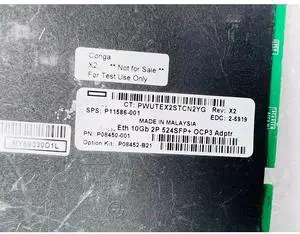 Conga
X2 ** Not for Sale **
For Test Use Only
CT: PWUTEX2STCN2YG Rev: X2
SPS: P11586-001 EDC: 2-5919
MADE IN MALAYSIA
Eth 10Gb 2P 524SFP+ OCP3 Adptr
PN: P08450-001
Option Kit: P08452-B21
MY59330D1L